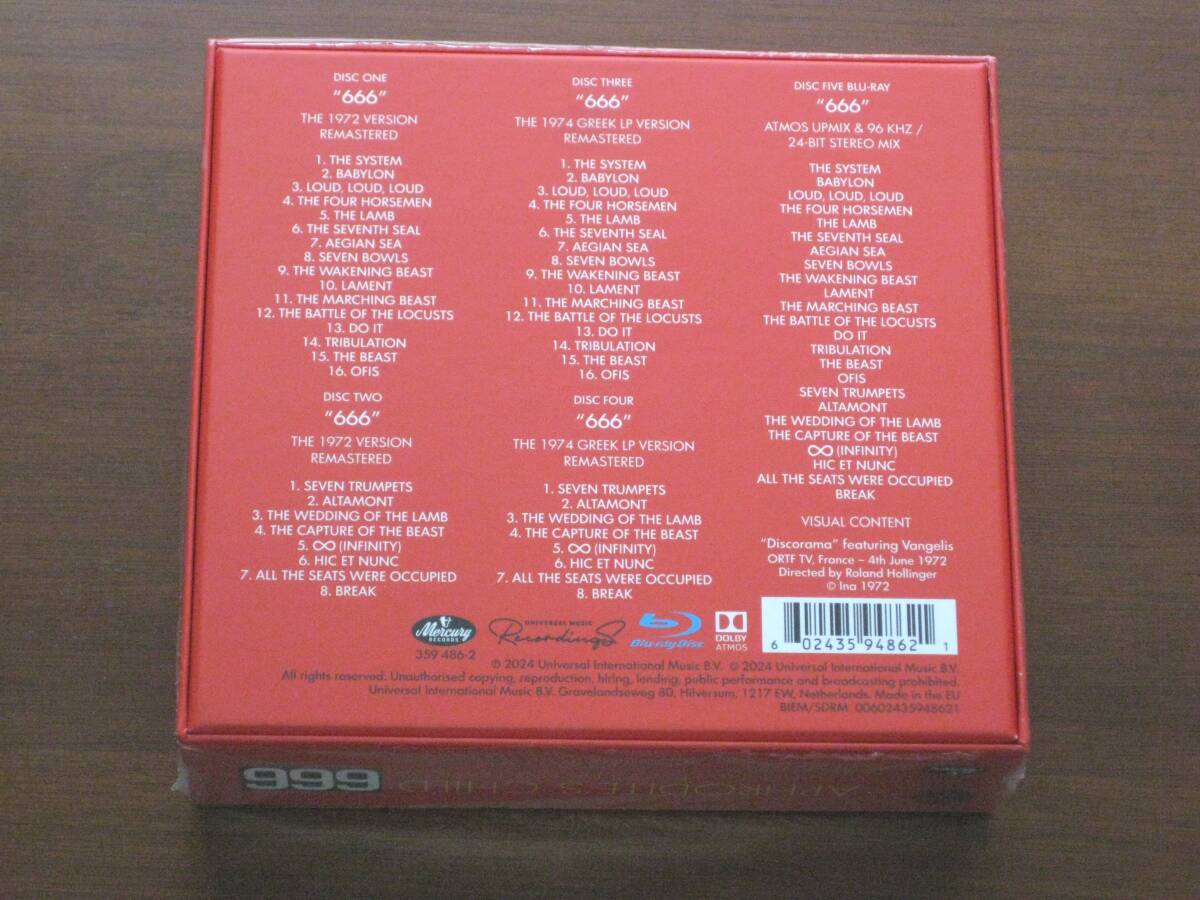 DISC ONE
"666"
THE 1972 VERSION
REMASTERED
1. THE SYSTEM
2. BABYLON
3. LOUD, LOUD, LOUD
4. THE FOUR HORSEMEN
5. THE LAMB
6. THE SEVENTH SEAL
7. AEGIAN SEA
8. SEVEN BOWLS
9. THE WAKENING BEAST
10. LAMENT
11. THE MARCHING BEAST
12. THE BATTLE OF THE LOCUSTS
13. DO IT
14. TRIBULATION
15. THE BEAST
16. OFIS
DISC TWO
"666"
THE 1972 VERSION
REMASTERED
1. SEVEN TRUMPETS
2. ALTAMONT
3. THE WEDDING OF THE LAMB
4. THE CAPTURE OF THE BEAST
5. ∞ (INFINITY)
6. HIC ET NUNC
7. ALL THE SEATS WERE OCCUPIED
8. BREAK
DISC THREE
"666"
THE 1974 GREEK LP VERSION
REMASTERED
1. THE SYSTEM
2. BABYLON
3. LOUD, LOUD, LOUD
4. THE FOUR HORSEMEN
5. THE LAMB
6. THE SEVENTH SEAL
7. AEGIAN SEA
8. SEVEN BOWLS
9. THE WAKENING BEAST
10. LAMENT
11. THE MARCHING BEAST
12. THE BATTLE OF THE LOCUSTS
13. DO IT
14. TRIBULATION
15. THE BEAST
16. OFIS
DISC FOUR
"666"
THE 1974 GREEK LP VERSION
REMASTERED
1. SEVEN TRUMPETS
2. ALTAMONT
3. THE WEDDING OF THE LAMB
4. THE CAPTURE OF THE BEAST
5. ∞ (INFINITY)
6. HIC ET NUNC
7. ALL THE SEATS WERE OCCUPIED
8. BREAK
DISC FIVE BLU-RAY
"666"
ATMOS UPMIX & 96 KHZ /
24-BIT STEREO MIX
THE SYSTEM
BABYLON
LOUD, LOUD, LOUD
THE FOUR HORSEMEN
THE LAMB
THE SEVENTH SEAL
AEGIAN SEA
SEVEN BOWLS
THE WAKENING BEAST
LAMENT
THE MARCHING BEAST
THE BATTLE OF THE LOCUSTS
DO IT
TRIBULATION
THE BEAST
OFIS
SEVEN TRUMPETS
ALTAMONT
THE WEDDING OF THE LAMB
THE CAPTURE OF THE BEAST
∞ (INFINITY)
HIC ET NUNC
ALL THE SEATS WERE OCCUPIED
BREAK
VISUAL CONTENT
"Discorama" featuring Vangelis
ORTF TV, France – 4th June 1972
Directed by Roland Hollinger
© Ina 1972
Mercury
RECORDS
359 486-2
UNIVERSAL MUSIC
Recordings
Blu-ray Disc
DOLBY
ATMOS
6 02435 94862 1
℗ 2024 Universal International Music B.V. © 2024 Universal International Music B.V.
All rights reserved. Unauthorised copying, reproduction, hiring, lending, public performance and broadcasting prohibited.
Universal International Music B.V. Gravelandseweg 80, Hilversum, 1217 EW, Netherlands. Made in the EU
BIEM/SDRM 00602435948621
APHRODITE'S CHILD
666